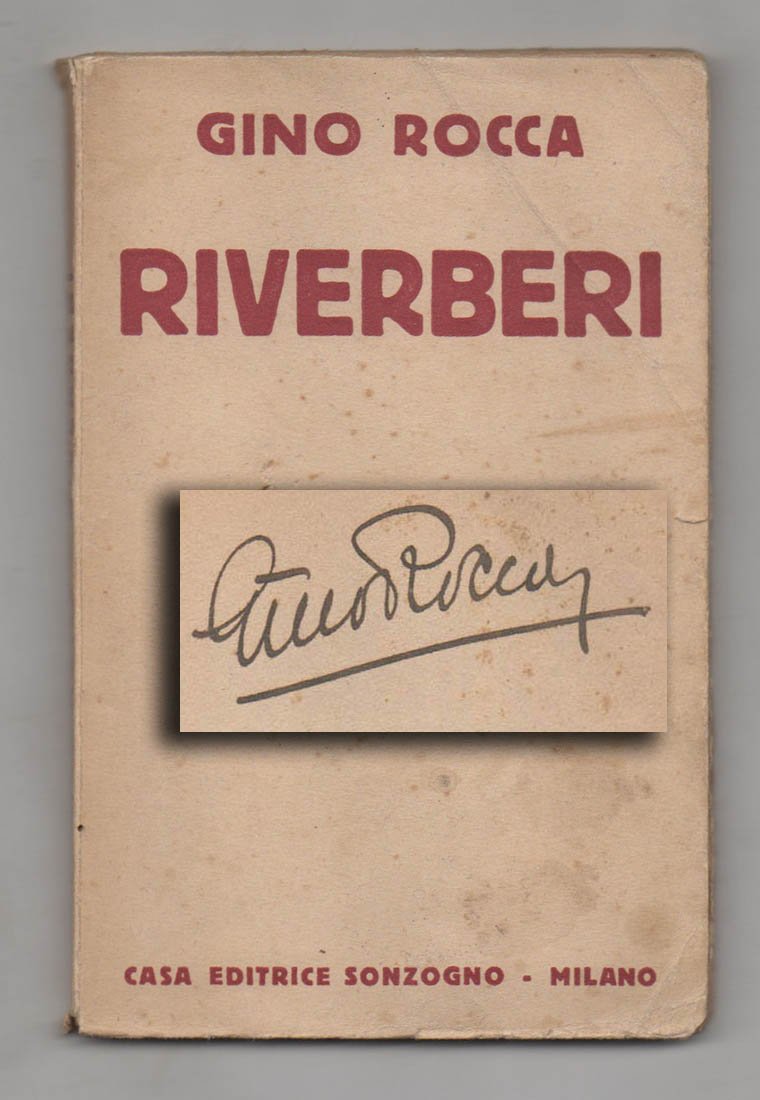 GINO ROCCA
RIVERBERI
Gino Rocca
CASA EDITRICE SONZOGNO - MILANO